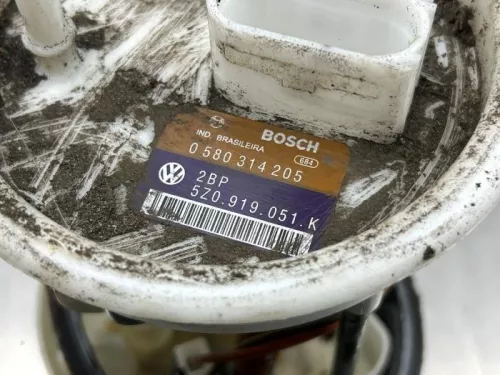 BOSCH
IND. BRASILEIRA
0 580 314 205 684
2BP
5Z0.919.051.K